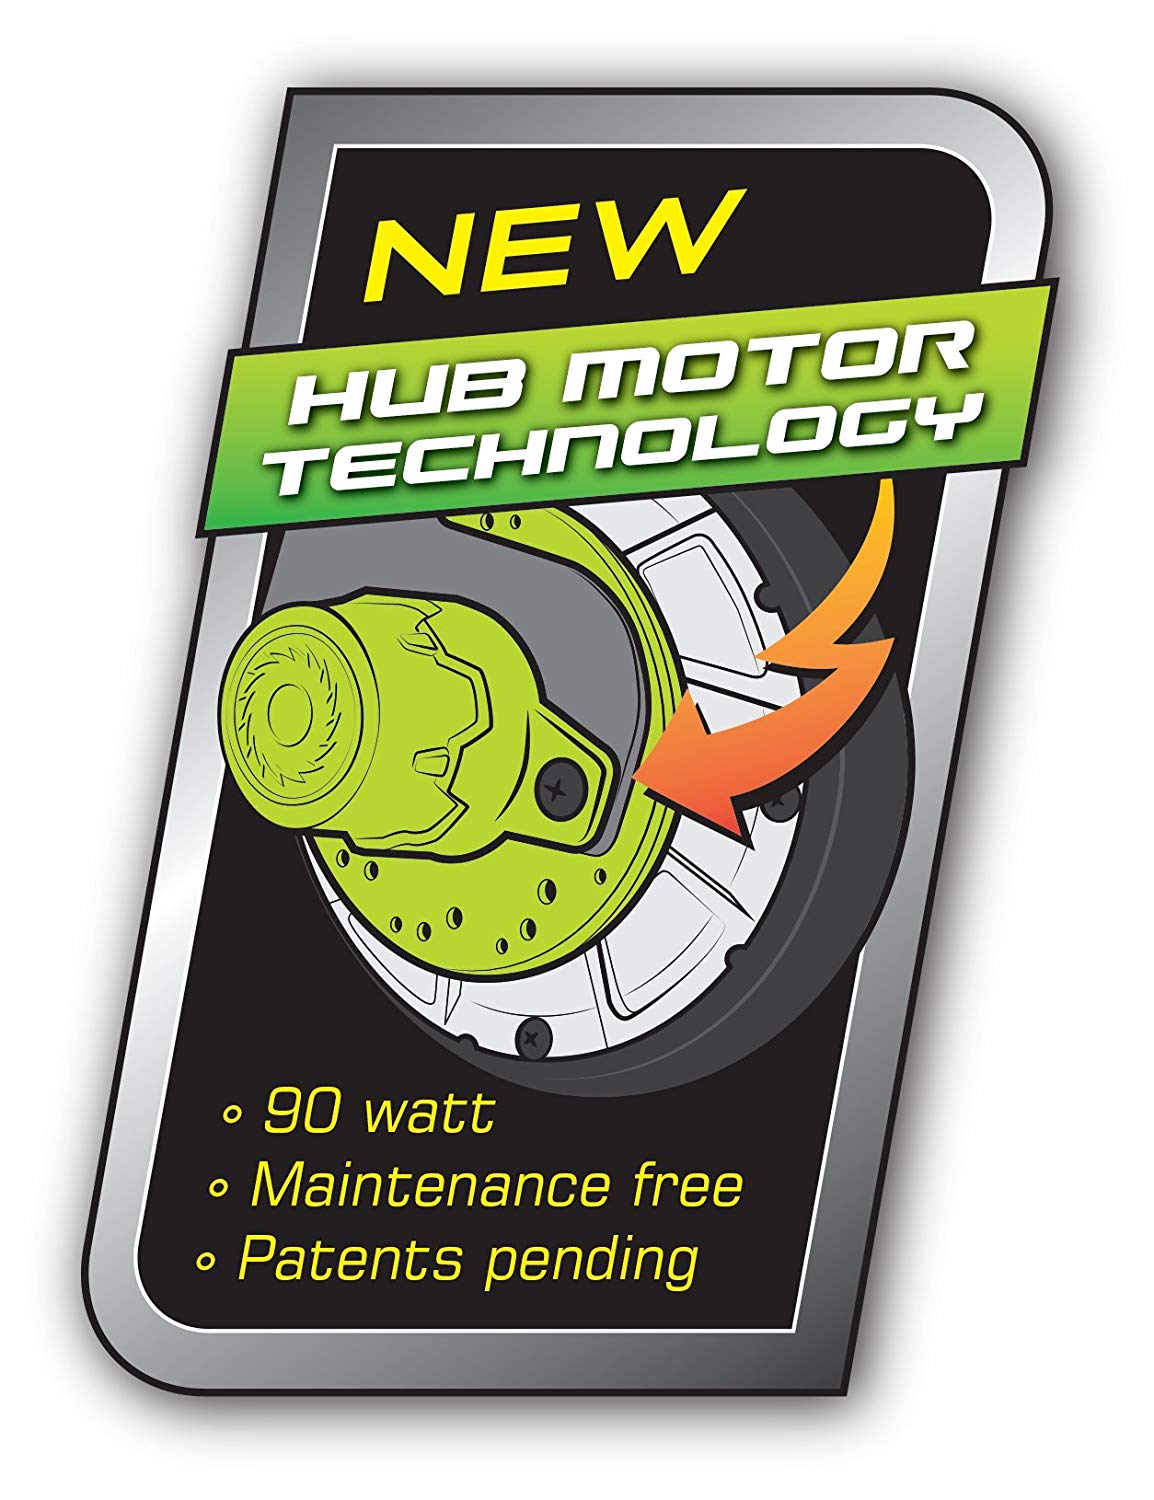 NEW
HUB MOTOR
TECHNOLOGY
90 watt
Maintenance free
Patents pending